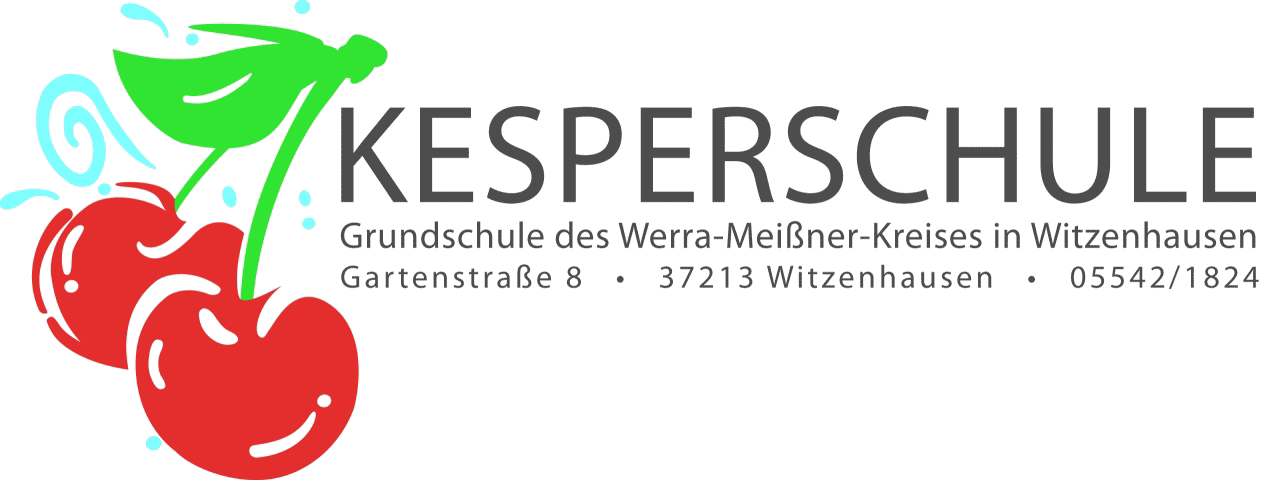 KESPERSCHULE
Grundschule des Werra-Meißner-Kreises in Witzenhausen
Gartenstraße 8 • 37213 Witzenhausen • 05542/1824